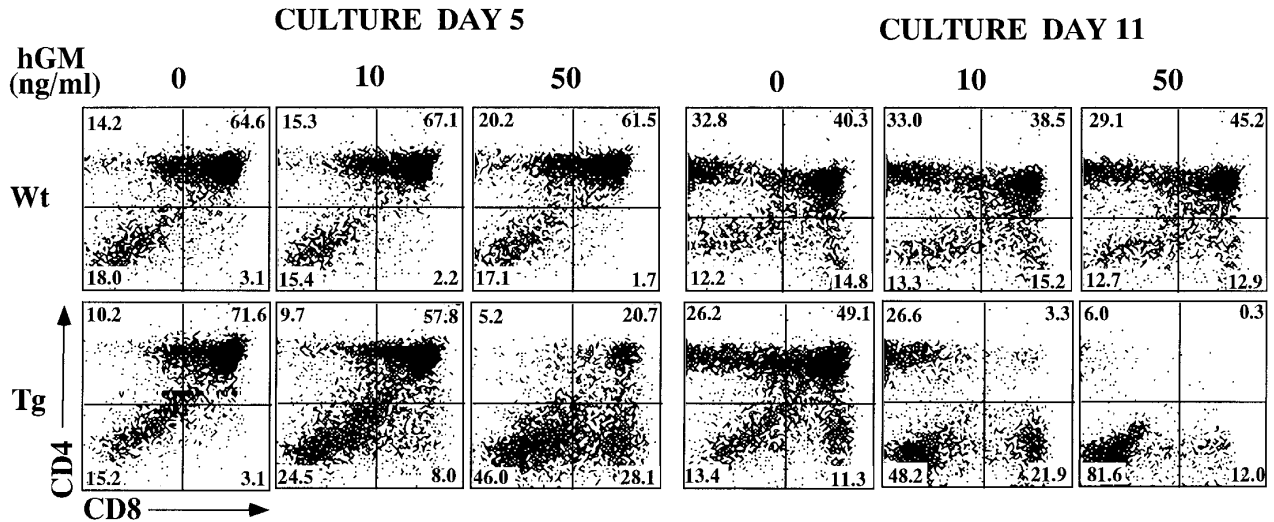 CULTURE DAY 5
CULTURE DAY 11
hGM
(ng/ml)
0 10 50 0 10 50
Wt
14.2 64.6 15.3 67.1 20.2 61.5 32.8 40.3 33.0 38.5 29.1 45.2
18.0 3.1 15.4 2.2 17.1 1.7 12.2 14.8 13.3 15.2 12.7 12.9
Tg
10.2 71.6 9.7 57.8 5.2 20.7 26.2 49.1 26.6 3.3 6.0 0.3
15.2 3.1 24.5 8.0 46.0 28.1 13.4 11.3 48.2 21.9 81.6 12.0
CD4
CD8